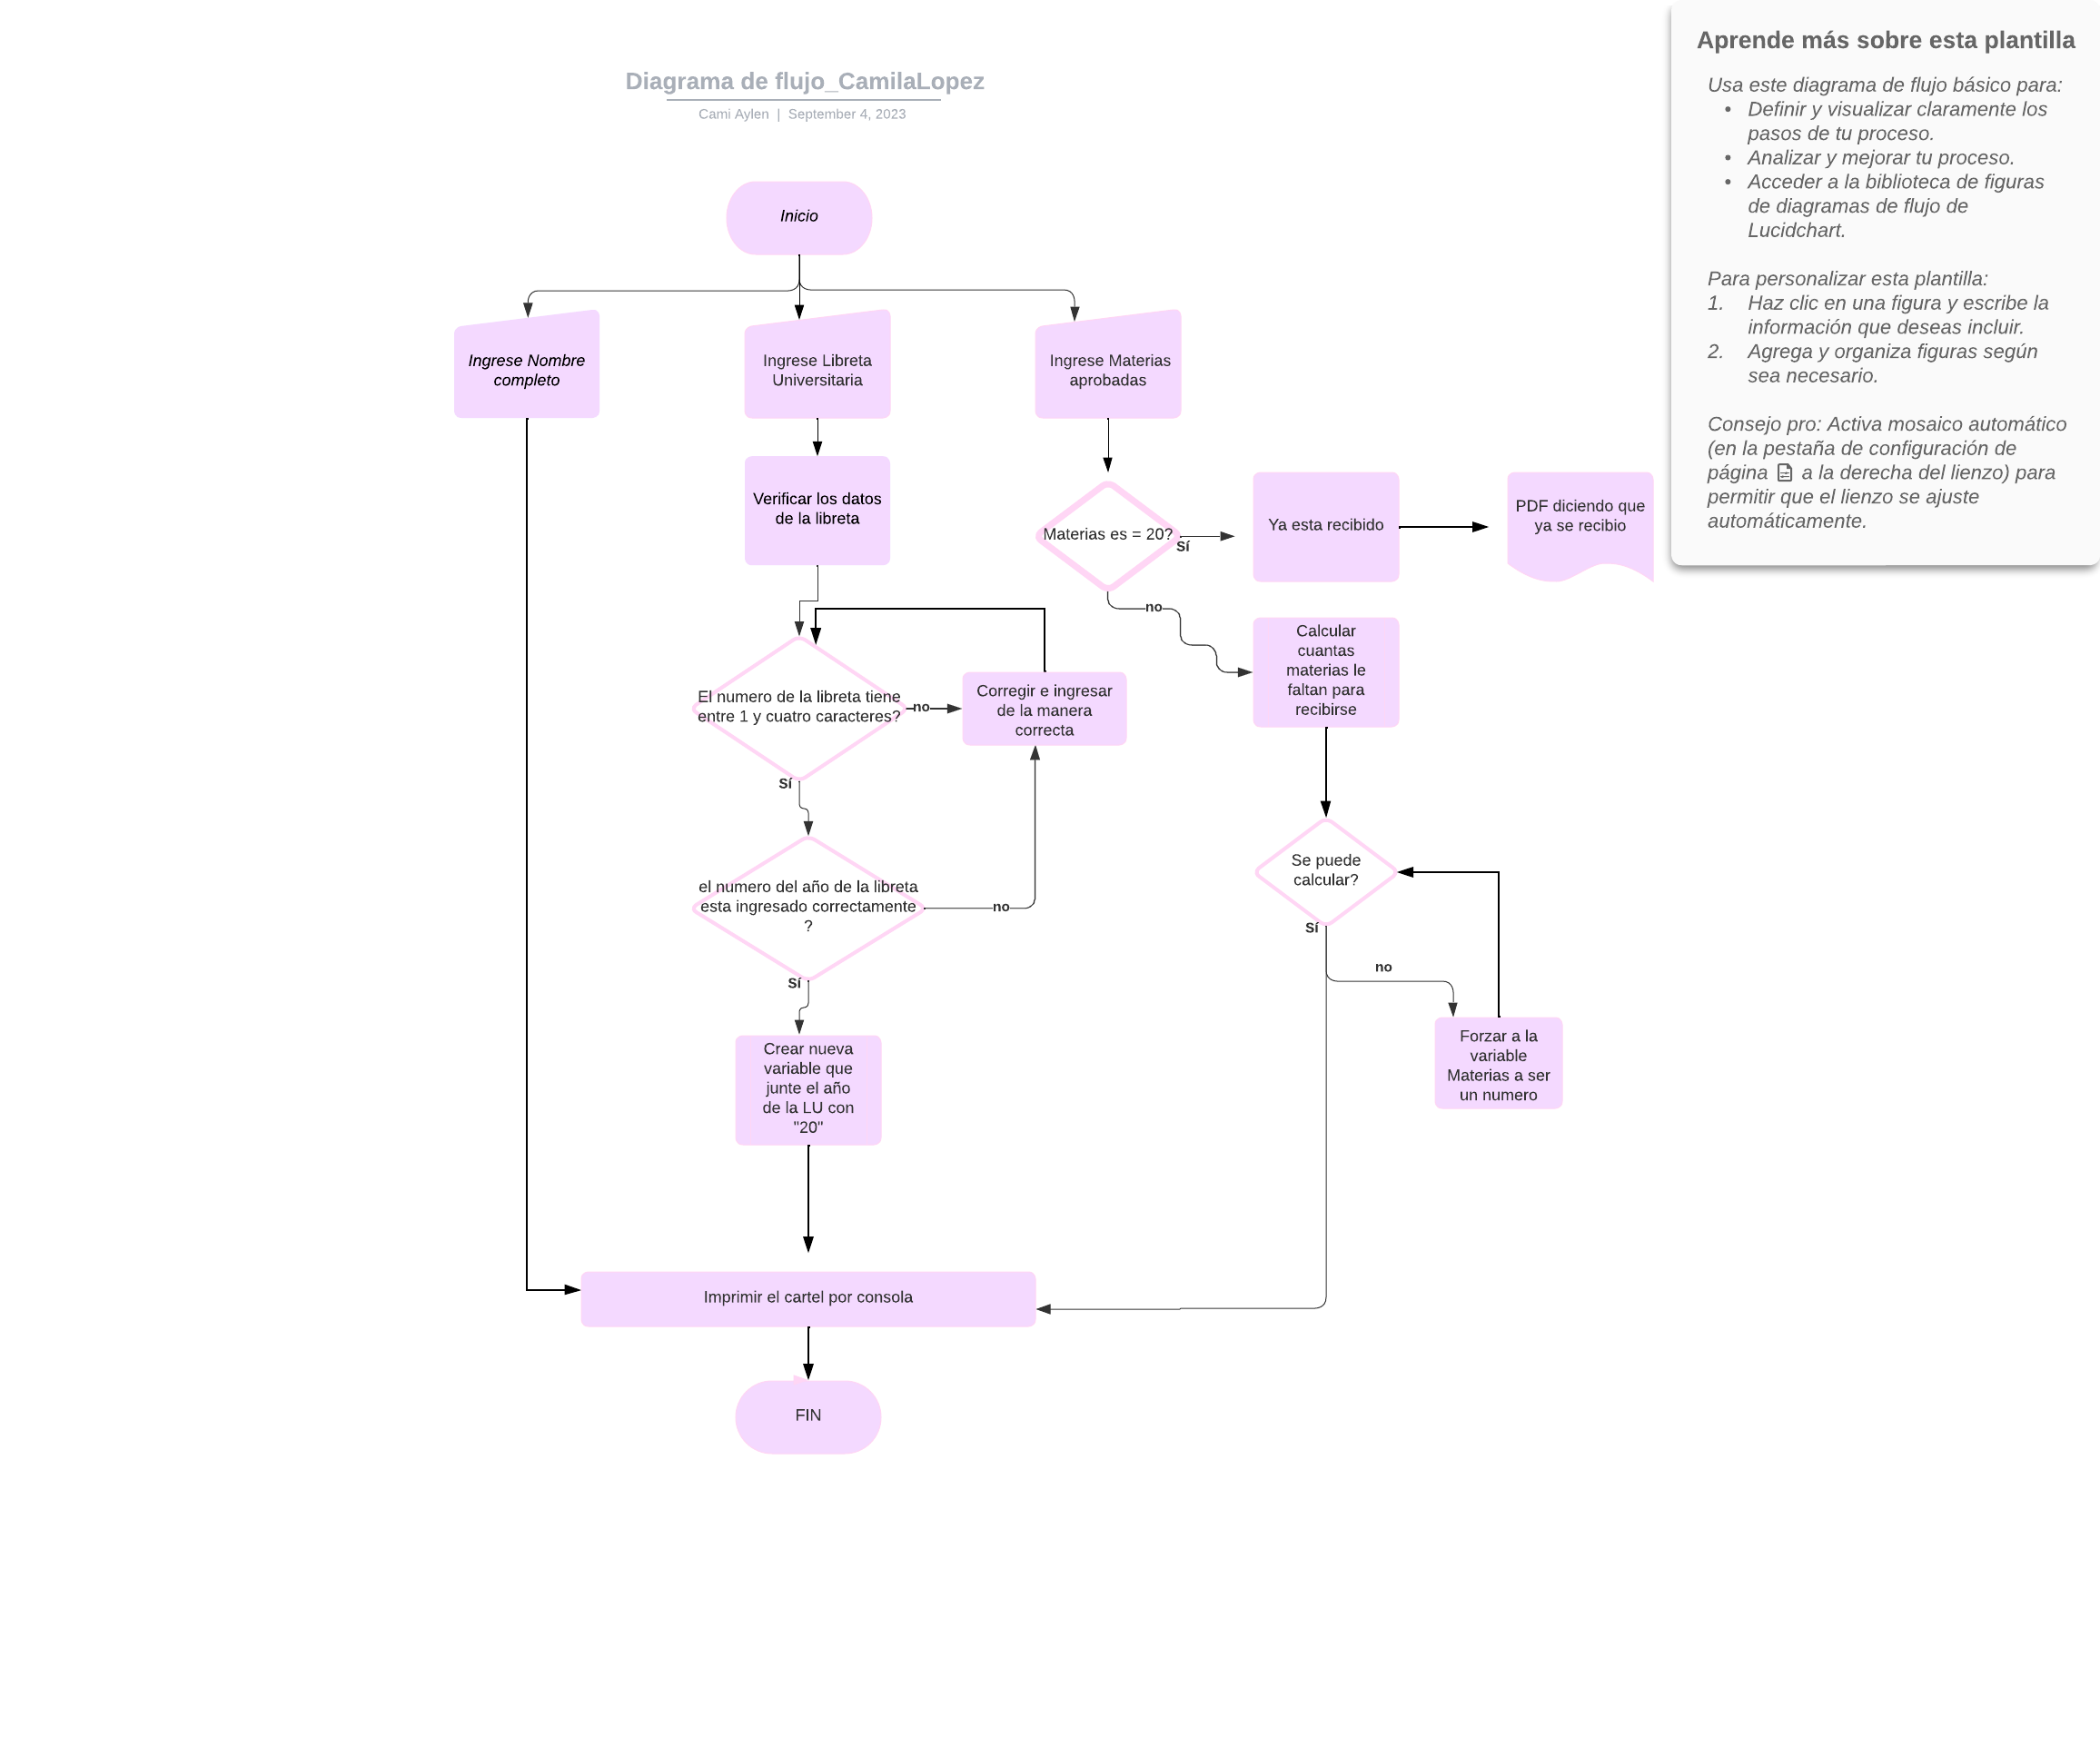 Diagrama de flujo_CamilaLopez
Cami Aylen | September 4, 2023
Inicio
Ingrese Nombre
completo
Ingrese Libreta
Universitaria
Ingrese Materias
aprobadas
Verificar los datos
de la libreta
Materias es = 20?
Sí
no
Ya esta recibido
PDF diciendo que
ya se recibio
Calcular
cuantas
materias le
faltan para
recibirse
El numero de la libreta tiene
entre 1 y cuatro caracteres?
no
Sí
Corregir e ingresar
de la manera
correcta
el numero del año de la libreta
esta ingresado correctamente
?
no
Sí
Se puede
calcular?
Sí
no
Forzar a la
variable
Materias a ser
un numero
Crear nueva
variable que
junte el año
de la LU con
"20"
Imprimir el cartel por consola
FIN
Aprende más sobre esta plantilla
Usa este diagrama de flujo básico para:
• Definir y visualizar claramente los
pasos de tu proceso.
• Analizar y mejorar tu proceso.
• Acceder a la biblioteca de figuras
de diagramas de flujo de
Lucidchart.
Para personalizar esta plantilla:
1. Haz clic en una figura y escribe la
información que deseas incluir.
2. Agrega y organiza figuras según
sea necesario.
Consejo pro: Activa mosaico automático
(en la pestaña de configuración de
página a la derecha del lienzo) para
permitir que el lienzo se ajuste
automáticamente.